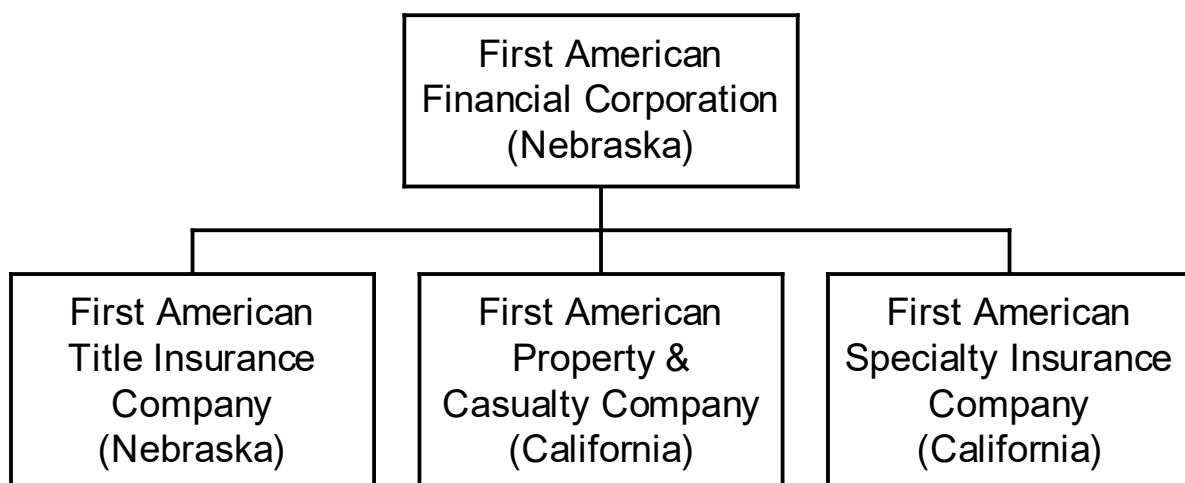 First American
Financial Corporation
(Nebraska)
First American
Title Insurance
Company
(Nebraska)
First American
Property &
Casualty Company
(California)
First American
Specialty Insurance
Company
(California)